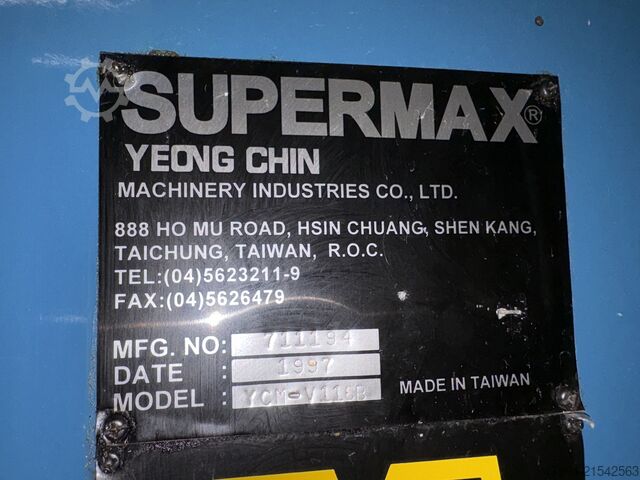 SUPERMAX®
YEONG CHIN
MACHINERY INDUSTRIES CO., LTD.
888 HO MU ROAD, HSIN CHUANG, SHEN KANG,
TAICHUNG, TAIWAN, R.O.C.
TEL:(04)5623211-9
FAX:(04)5626479
MFG. NO: 711194
DATE : 1997
MODEL :
MADE IN TAIWAN
21542563